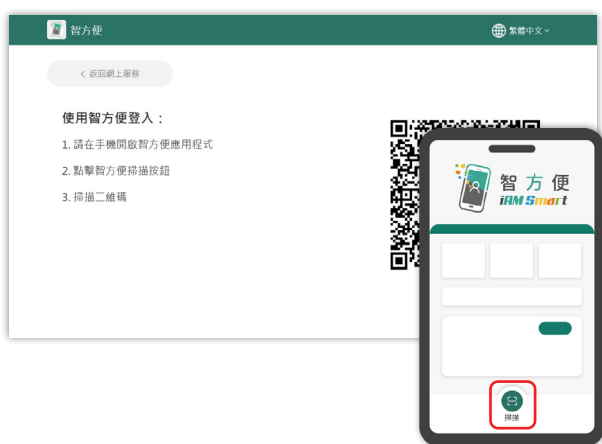 智方便
繁體中文
< 返回網上服務
使用智方便登入：
1. 請在手機開啟智方便應用程式
2. 點擊智方便掃描按鈕
3. 掃描二維碼
智方便
iAM Smart
掃描